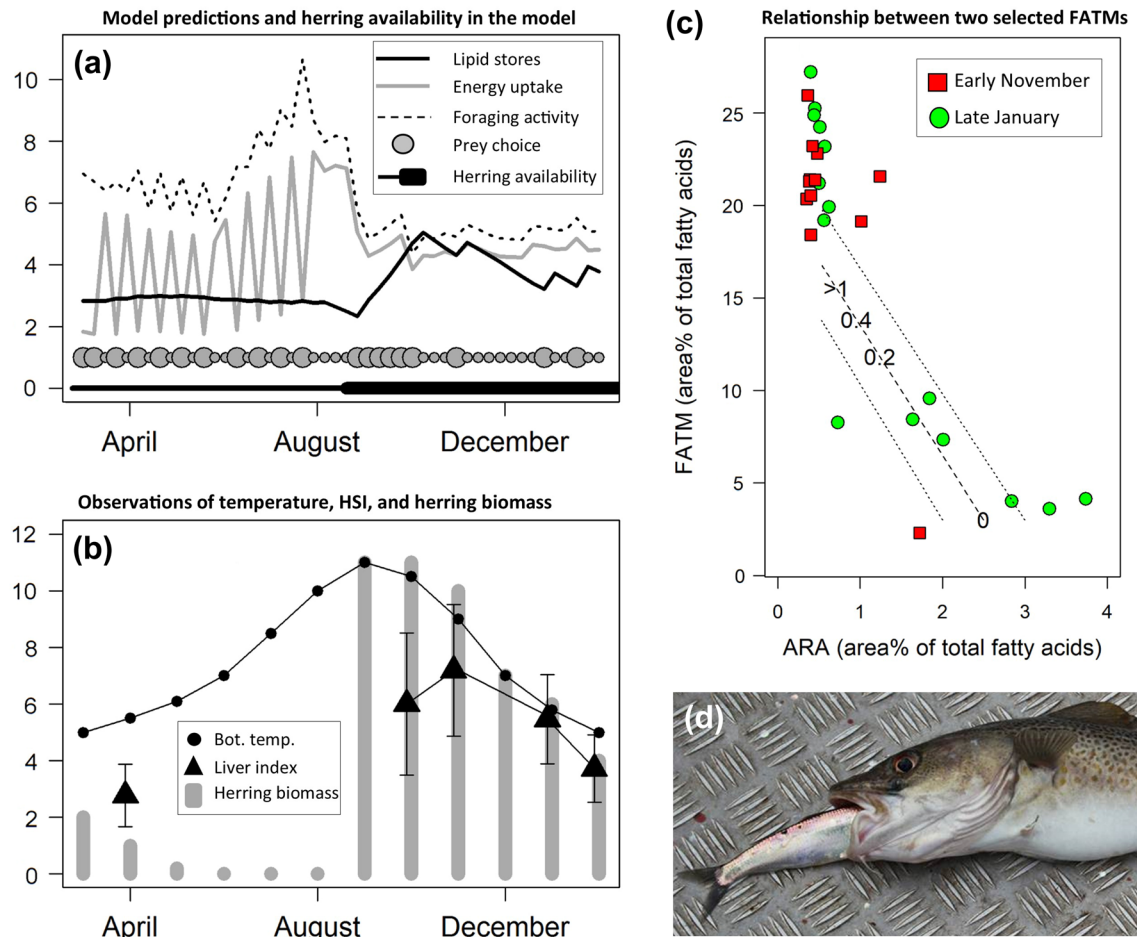 Model predictions and herring availability in the model
(a)
Lipid stores
Energy uptake
Foraging activity
Prey choice
Herring availability
10
8
6
4
2
0
April August December
Observations of temperature, HSI, and herring biomass
(b)
12
10
8
6
4
2
0
Bot. temp.
Liver index
Herring biomass
April August December
(c)
Relationship between two selected FATMs
Early November
Late January
FATM (area% of total fatty acids)
25
20
15
10
5
0
>1
0.4
0.2
0
0 1 2 3 4
ARA (area% of total fatty acids)
(d)